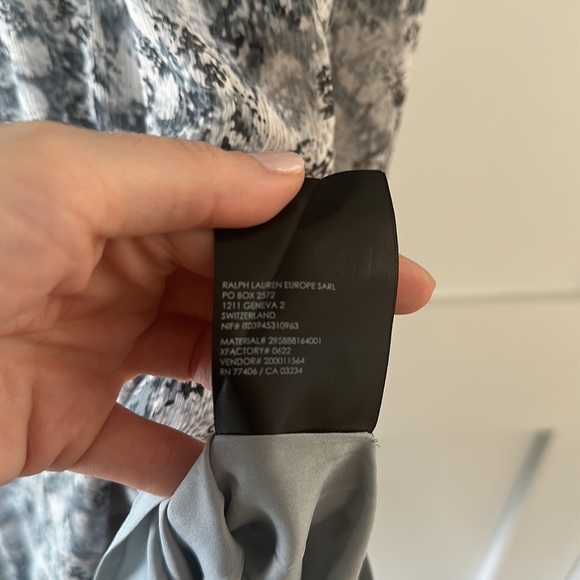 RALPH LAUREN EUROPE SARL
PO BOX 2572
1211 GENEVA 2
SWITZERLAND
NIF# IT03945310963
MATERIAL# 295888164001
XFACTORY# 0622
VENDOR# 200011564
RN 77406 / CA 03234